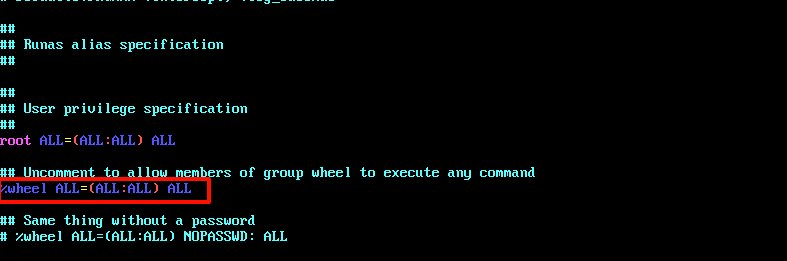 ##
## Runas alias specification
##
##
## User privilege specification
##
root ALL=(ALL:ALL) ALL
## Uncomment to allow members of group wheel to execute any command
%wheel ALL=(ALL:ALL) ALL
## Same thing without a password
# %wheel ALL=(ALL:ALL) NOPASSWD: ALL